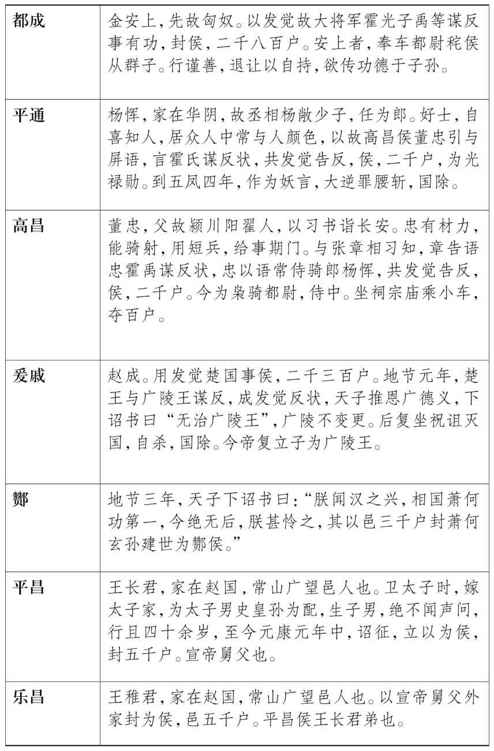 都成
金安上，先故匈奴。以发觉故大将军霍光子禹等谋反
事有功，封侯，二千八百户。安上者，奉车都尉秺侯
从群子。行谨善，退让以自持，欲传功德于子孙。
平通
杨恽，家在华阴，故丞相杨敞少子，任为郎。好士，自
喜知人，居众人中常与人颜色，以故高昌侯董忠引与
屏语，言霍氏谋反状，共发觉告反，侯，二千户，为光
禄勋。到五凤四年，作为妖言，大逆罪腰斩，国除。
高昌
董忠，父故颍川阳翟人，以习书诣长安。忠有材力，
能骑射，用短兵，给事期门。与张章相习知，章告语
忠霍禹谋反状，忠以语常侍骑郎杨恽，共发觉告反，
侯，二千户。今为枭骑都尉，侍中。坐祠宗庙乘小车，
夺百户。
爰戚
赵成。用发觉楚国事侯，二千三百户。地节元年，楚
王与广陵王谋反，成发觉反状，天子推恩广德义，下
诏书曰“无治广陵王”，广陵不变更。后复坐祝诅灭
国，自杀，国除。今帝复立子为广陵王。
酂
地节三年，天子下诏书曰：“朕闻汉之兴，相国萧何
功第一，今绝无后，朕甚怜之，其以邑三千户封萧何
玄孙建世为酂侯。”
平昌
王长君，家在赵国，常山广望邑人也。卫太子时，嫁
太子家，为太子男史皇孙为配，生子男，绝不闻声问，
行且四十余岁，至今元康元年中，诏征，立以为侯，
封五千户。宣帝舅父也。
乐昌
王稚君，家在赵国，常山广望邑人也。以宣帝舅父外
家封为侯，邑五千户。平昌侯王长君弟也。